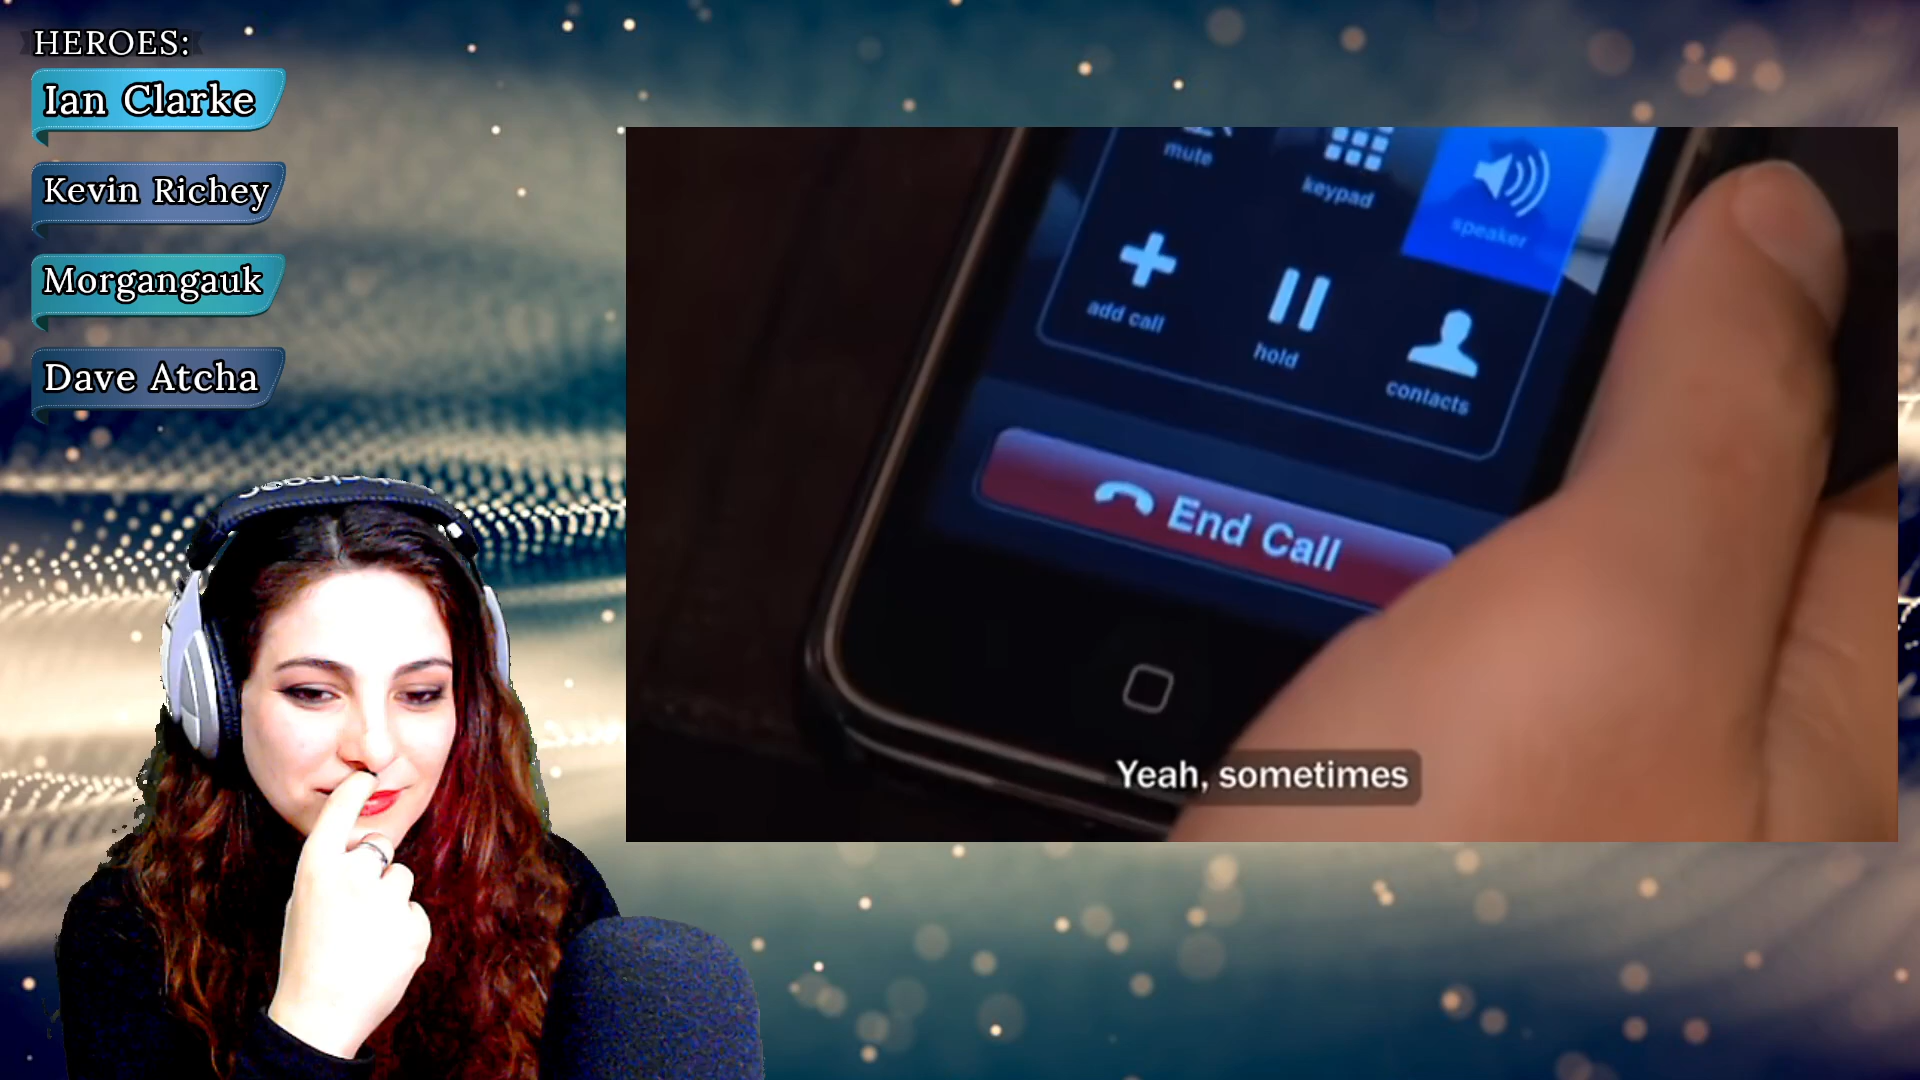 HEROES:
Ian Clarke
Kevin Richey
Morgangauk
Dave Atcha
mute
keypad
speaker
add call
hold
contacts
End Call
Yeah, sometimes